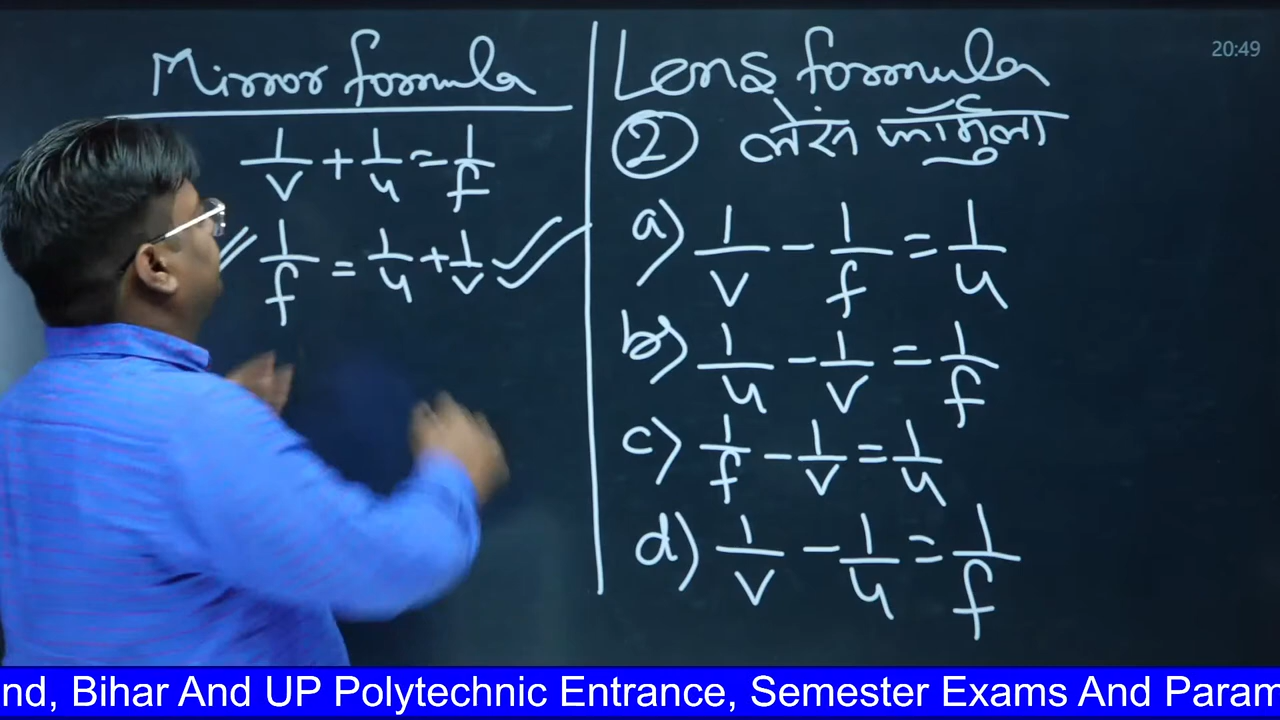 Mirror formula
1/v + 1/u = 1/f
1/f = 1/u + 1/v
Lens formula
20:49
2 लेंस फार्मूला
a) 1/v - 1/f = 1/u
b) 1/u - 1/v = 1/f
c) 1/f - 1/v = 1/u
d) 1/v - 1/u = 1/f
nd, Bihar And UP Polytechnic Entrance, Semester Exams And Param